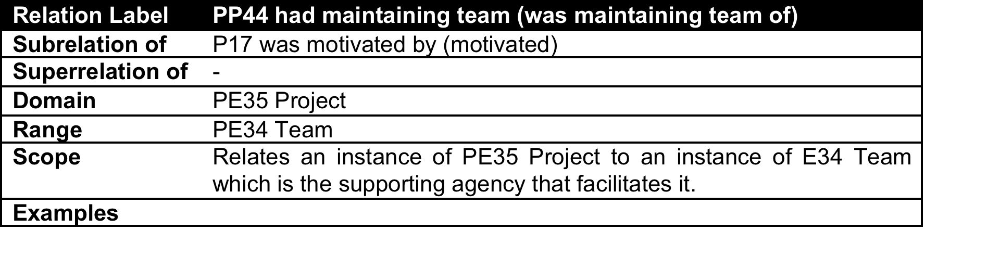 Relation Label PP44 had maintaining team (was maintaining team of)
Subrelation of P17 was motivated by (motivated)
Superrelation of -
Domain PE35 Project
Range PE34 Team
Scope Relates an instance of PE35 Project to an instance of E34 Team
which is the supporting agency that facilitates it.
Examples